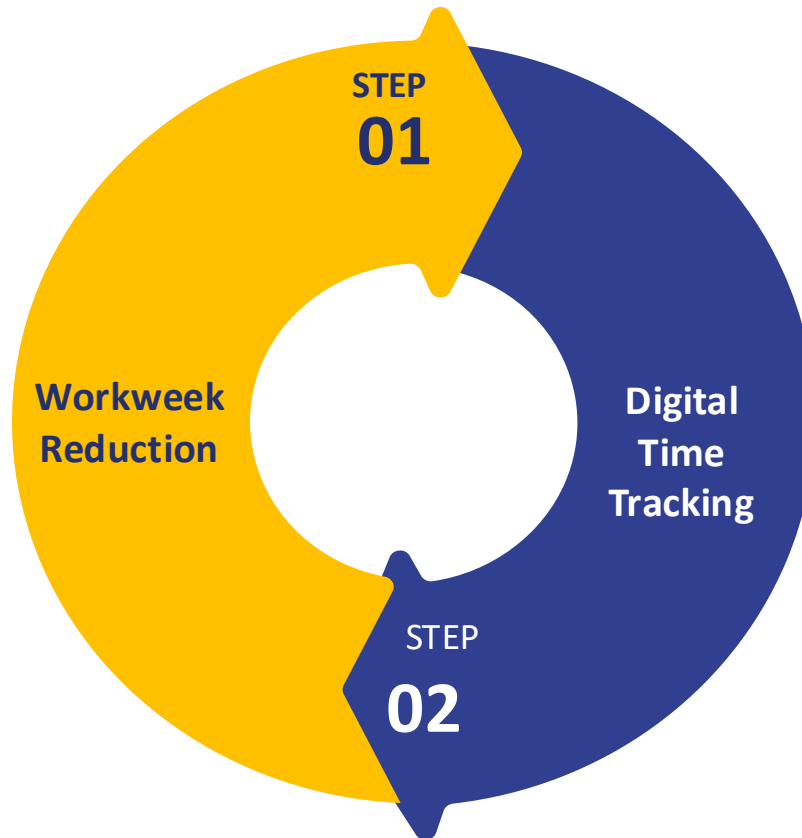 STEP
01
Workweek
Reduction
Digital
Time
Tracking
STEP
02